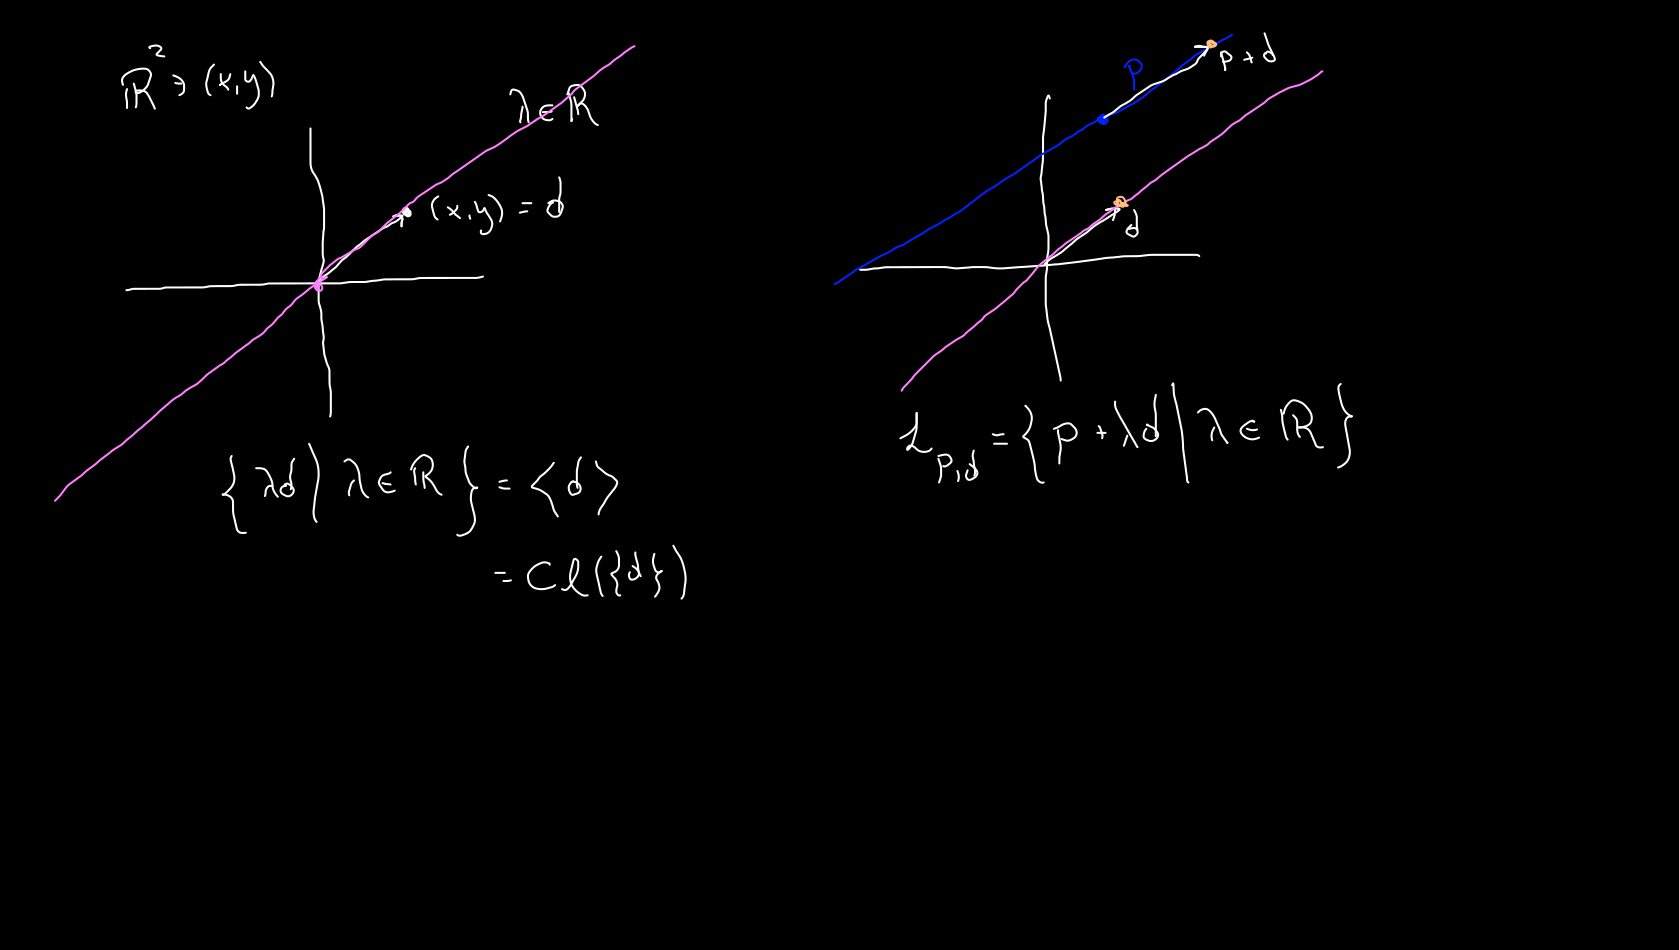 ℝ² ∋ (x,y)
λ ∈ ℝ
(x,y) = d
{ λd | λ ∈ ℝ } = <d>
= Cl({d})
P
p + d
d
L_{p,d} = { p + λd | λ ∈ ℝ }